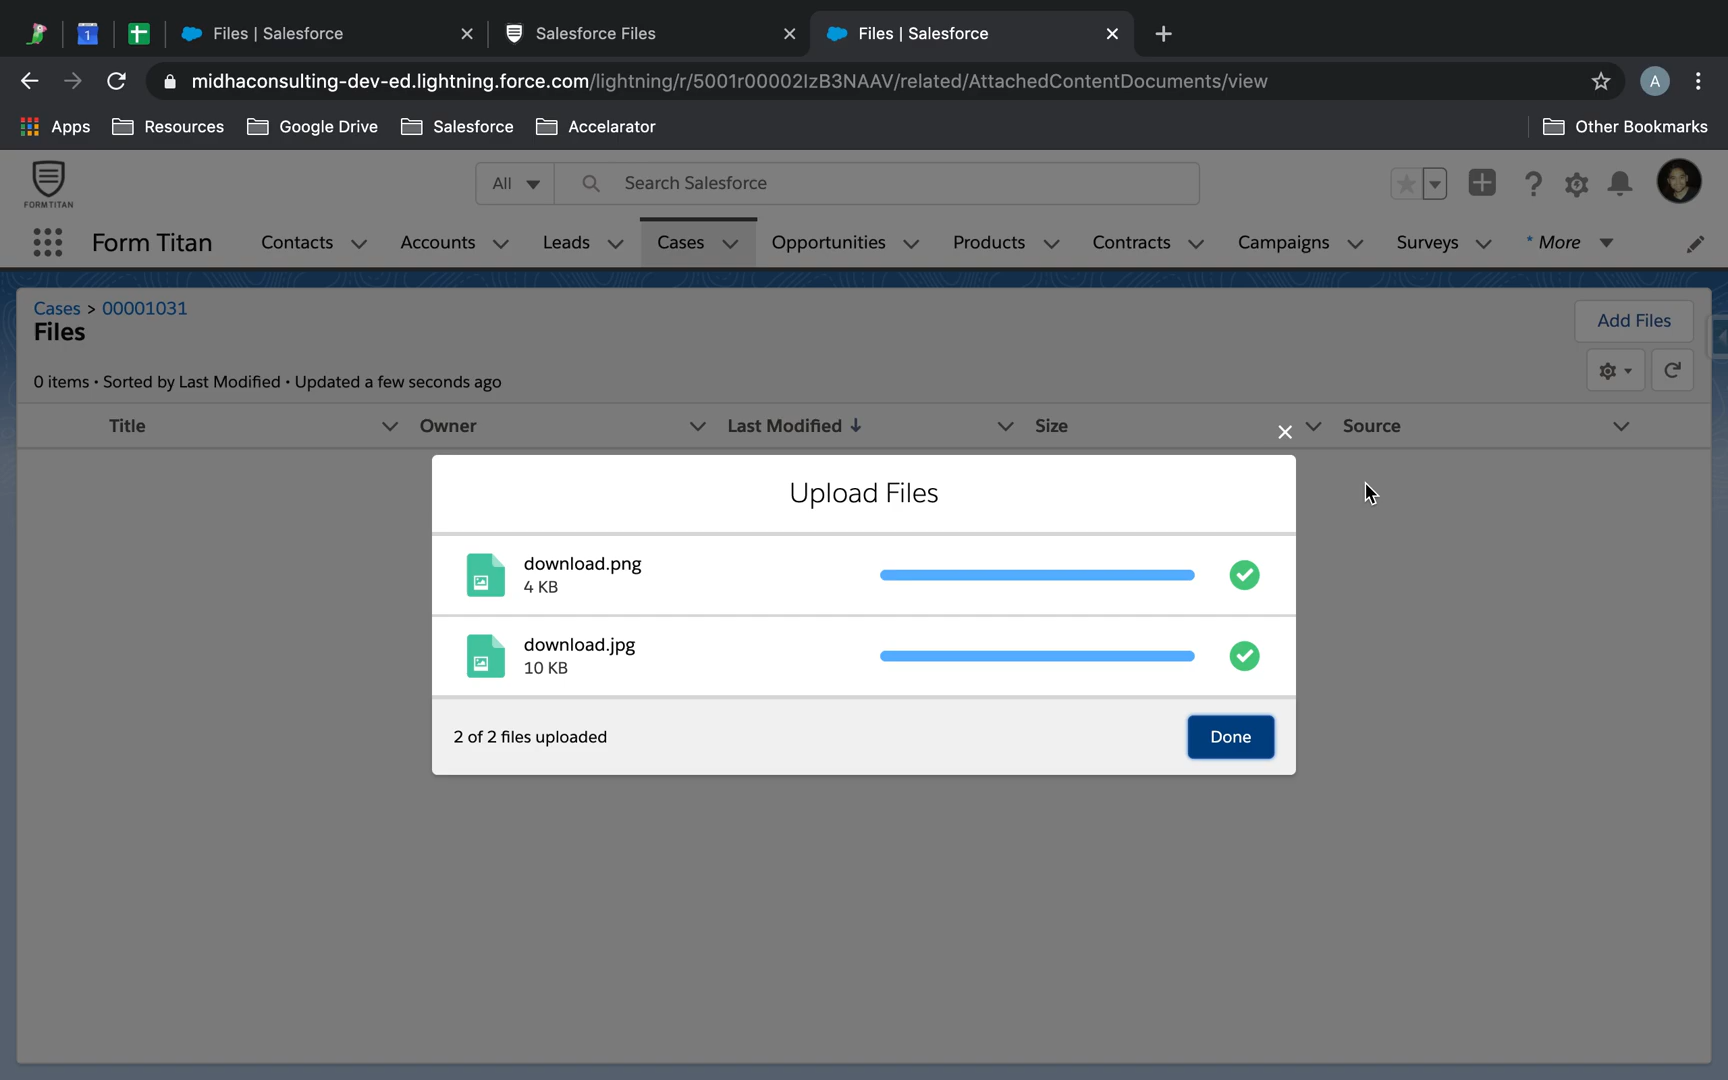 Files | Salesforce
Salesforce Files
Files | Salesforce
1
midhaconsulting-dev-ed.lightning.force.com/lightning/r/5001r00002IzB3NAAV/related/AttachedContentDocuments/view
A
Apps
Resources
Google Drive
Salesforce
Accelarator
Other Bookmarks
FORMTITAN
All
Search Salesforce
Form Titan
Contacts
Accounts
Leads
Cases
Opportunities
Products
Contracts
Campaigns
Surveys
* More
Cases > 00001031
Files
Add Files
0 items • Sorted by Last Modified • Updated a few seconds ago
Title
Owner
Last Modified
Size
Source
Upload Files
download.png
4 KB
download.jpg
10 KB
2 of 2 files uploaded
Done